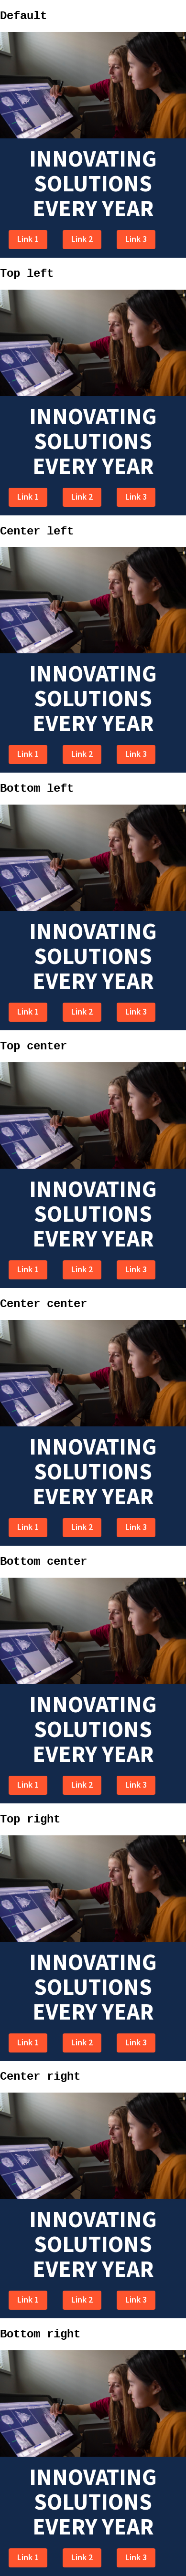 Default
INNOVATING
SOLUTIONS
EVERY YEAR
Link 1 Link 2 Link 3
Top left
INNOVATING
SOLUTIONS
EVERY YEAR
Link 1 Link 2 Link 3
Center left
INNOVATING
SOLUTIONS
EVERY YEAR
Link 1 Link 2 Link 3
Bottom left
INNOVATING
SOLUTIONS
EVERY YEAR
Link 1 Link 2 Link 3
Top center
INNOVATING
SOLUTIONS
EVERY YEAR
Link 1 Link 2 Link 3
Center center
INNOVATING
SOLUTIONS
EVERY YEAR
Link 1 Link 2 Link 3
Bottom center
INNOVATING
SOLUTIONS
EVERY YEAR
Link 1 Link 2 Link 3
Top right
INNOVATING
SOLUTIONS
EVERY YEAR
Link 1 Link 2 Link 3
Center right
INNOVATING
SOLUTIONS
EVERY YEAR
Link 1 Link 2 Link 3
Bottom right
INNOVATING
SOLUTIONS
EVERY YEAR
Link 1 Link 2 Link 3